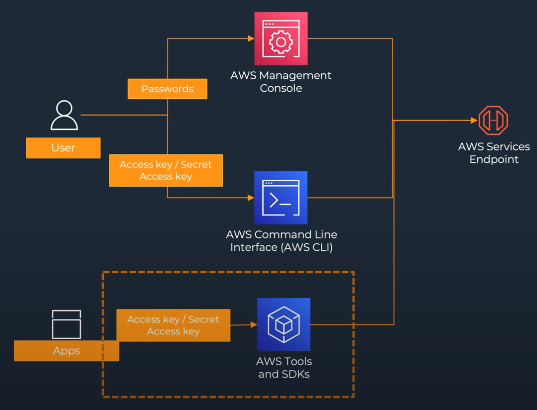 Passwords
AWS Management
Console
User
AWS Services
Endpoint
Access key / Secret
Access key
AWS Command Line
Interface (AWS CLI)
Access key / Secret
Access key
Apps
AWS Tools
and SDKs